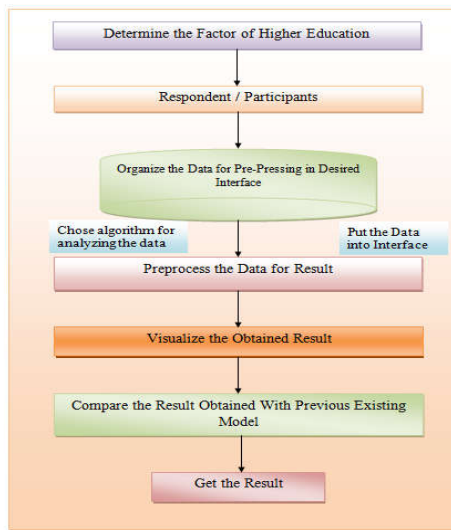 Determine the Factor of Higher Education
Respondent / Participants
Organize the Data for Pre-Pressing in Desired
Interface
Chose algorithm for
analyzing the data
Put the Data
into Interface
Preprocess the Data for Result
Visualize the Obtained Result
Compare the Result Obtained With Previous Existing
Model
Get the Result